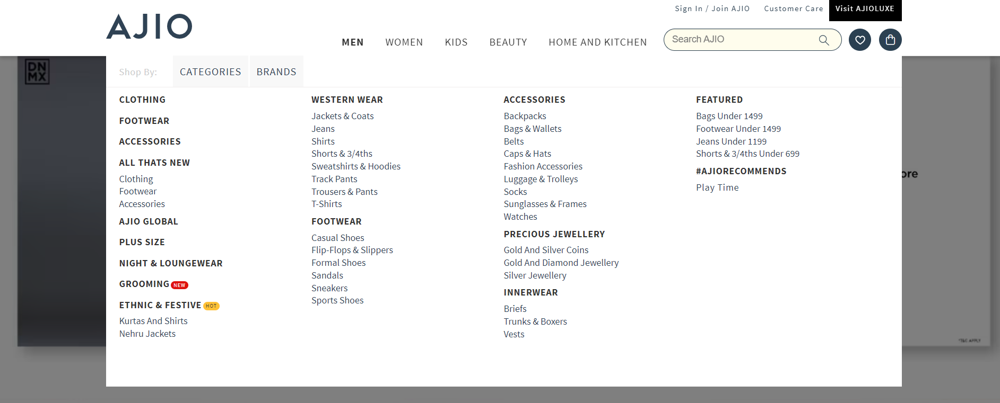 Sign In / Join AJIO
Customer Care
Visit AJIOLUXE
AJIO
MEN
WOMEN
KIDS
BEAUTY
HOME AND KITCHEN
Search AJIO
DN
MX
Shop By:
CATEGORIES
BRANDS
CLOTHING
FOOTWEAR
ACCESSORIES
ALL THATS NEW
Clothing
Footwear
Accessories
AJIO GLOBAL
PLUS SIZE
NIGHT & LOUNGEWEAR
GROOMING NEW
ETHNIC & FESTIVE HOT
Kurtas And Shirts
Nehru Jackets
WESTERN WEAR
Jackets & Coats
Jeans
Shirts
Shorts & 3/4ths
Sweatshirts & Hoodies
Track Pants
Trousers & Pants
T-Shirts
FOOTWEAR
Casual Shoes
Flip-Flops & Slippers
Formal Shoes
Sandals
Sneakers
Sports Shoes
ACCESSORIES
Backpacks
Bags & Wallets
Belts
Caps & Hats
Fashion Accessories
Luggage & Trolleys
Socks
Sunglasses & Frames
Watches
PRECIOUS JEWELLERY
Gold And Silver Coins
Gold And Diamond Jewellery
Silver Jewellery
INNERWEAR
Briefs
Trunks & Boxers
Vests
FEATURED
Bags Under 1499
Footwear Under 1499
Jeans Under 1199
Shorts & 3/4ths Under 699
#AJIORECOMMENDS
Play Time
ore
*T&C APPLY